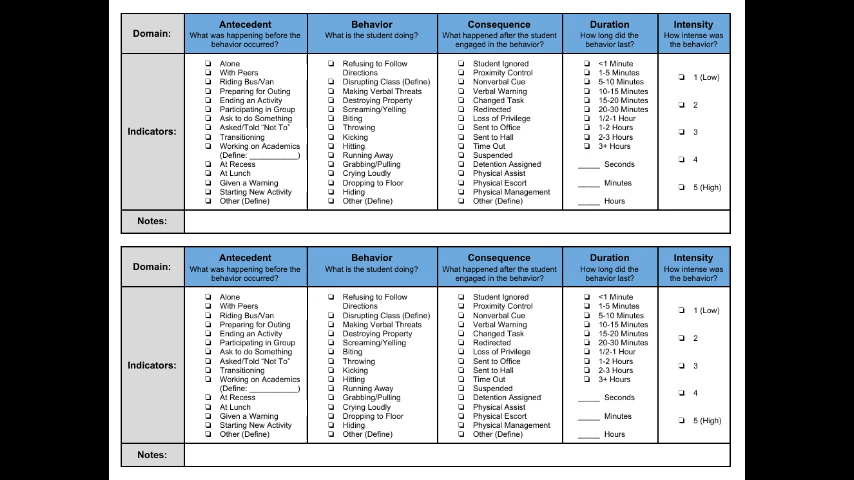 Domain:
Antecedent
What was happening before the
behavior occurred?
Behavior
What is the student doing?
Consequence
What happened after the student
engaged in the behavior?
Duration
How long did the
behavior last?
Intensity
How intense was
the behavior?
Indicators:
❏ Alone
❏ With Peers
❏ Riding Bus/Van
❏ Preparing for Outing
❏ Ending an Activity
❏ Participating in Group
❏ Ask to do Something
❏ Asked/Told "Not To"
❏ Transitioning
❏ Working on Academics
(Define: ___________)
❏ At Recess
❏ At Lunch
❏ Given a Warning
❏ Starting New Activity
❏ Other (Define)
❏ Refusing to Follow
Directions
❏ Disrupting Class (Define)
❏ Making Verbal Threats
❏ Destroying Property
❏ Screaming/Yelling
❏ Biting
❏ Throwing
❏ Kicking
❏ Hitting
❏ Running Away
❏ Grabbing/Pulling
❏ Crying Loudly
❏ Dropping to Floor
❏ Hiding
❏ Other (Define)
❏ Student Ignored
❏ Proximity Control
❏ Nonverbal Cue
❏ Verbal Warning
❏ Changed Task
❏ Redirected
❏ Loss of Privilege
❏ Sent to Office
❏ Sent to Hall
❏ Time Out
❏ Suspended
❏ Detention Assigned
❏ Physical Assist
❏ Physical Escort
❏ Physical Management
❏ Other (Define)
❏ <1 Minute
❏ 1-5 Minute
❏ 5-10 Minutes
❏ 10-15 Minutes
❏ 15-20 Minutes
❏ 20-30 Minutes
❏ 1/2-1 Hour
❏ 1-2 Hours
❏ 2-3 Hours
❏ 3+ Hours
_____ Seconds
_____ Minutes
_____ Hours
❏ 1 (Low)
❏ 2
❏ 3
❏ 4
❏ 5 (High)
Notes:
Domain:
Antecedent
What was happening before the
behavior occurred?
Behavior
What is the student doing?
Consequence
What happened after the student
engaged in the behavior?
Duration
How long did the
behavior last?
Intensity
How intense was
the behavior?
Indicators:
❏ Alone
❏ With Peers
❏ Riding Bus/Van
❏ Preparing for Outing
❏ Ending an Activity
❏ Participating in Group
❏ Ask to do Something
❏ Asked/Told "Not To"
❏ Transitioning
❏ Working on Academics
(Define: ___________)
❏ At Recess
❏ At Lunch
❏ Given a Warning
❏ Starting New Activity
❏ Other (Define)
❏ Refusing to Follow
Directions
❏ Disrupting Class (Define)
❏ Making Verbal Threats
❏ Destroying Property
❏ Screaming/Yelling
❏ Biting
❏ Throwing
❏ Kicking
❏ Hitting
❏ Running Away
❏ Grabbing/Pulling
❏ Crying Loudly
❏ Dropping to Floor
❏ Hiding
❏ Other (Define)
❏ Student Ignored
❏ Proximity Control
❏ Nonverbal Cue
❏ Verbal Warning
❏ Changed Task
❏ Redirected
❏ Loss of Privilege
❏ Sent to Office
❏ Sent to Hall
❏ Time Out
❏ Suspended
❏ Detention Assigned
❏ Physical Assist
❏ Physical Escort
❏ Physical Management
❏ Other (Define)
❏ <1 Minute
❏ 1-5 Minute
❏ 5-10 Minutes
❏ 10-15 Minutes
❏ 15-20 Minutes
❏ 20-30 Minutes
❏ 1/2-1 Hour
❏ 1-2 Hours
❏ 2-3 Hours
❏ 3+ Hours
_____ Seconds
_____ Minutes
_____ Hours
❏ 1 (Low)
❏ 2
❏ 3
❏ 4
❏ 5 (High)
Notes: